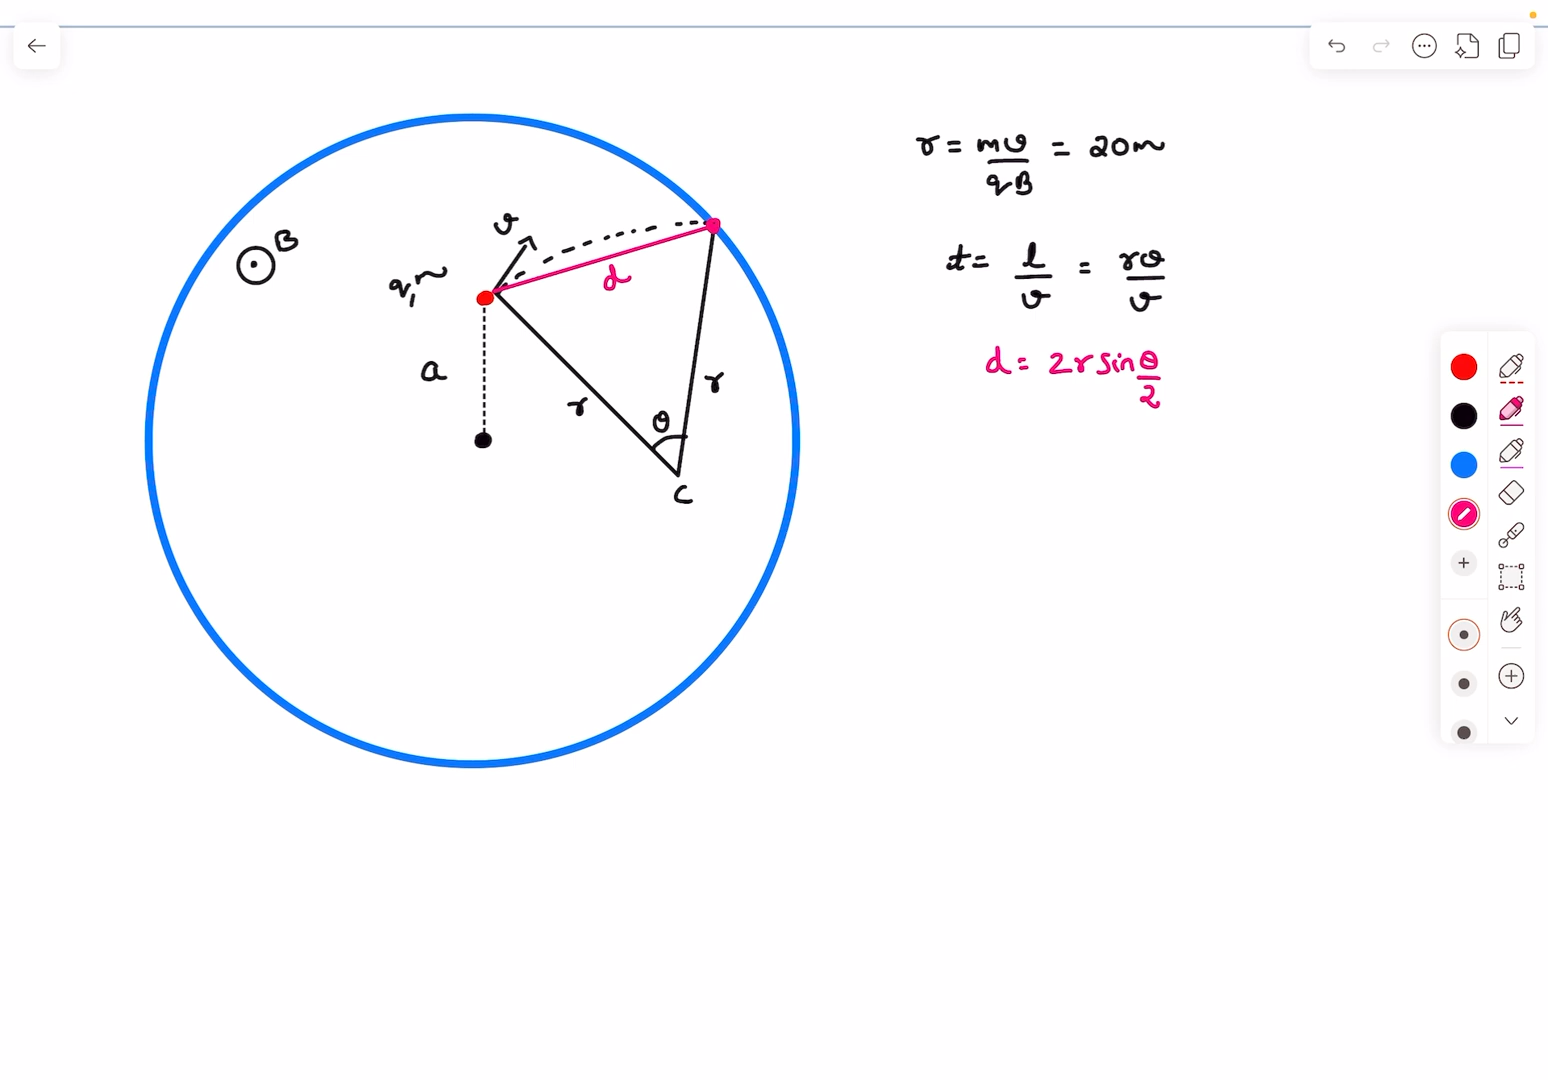 B
v
q, m
d
a
r
r
θ
C
r = mv/qB = 20m
t = l/v = rθ/v
d = 2r sin θ/2